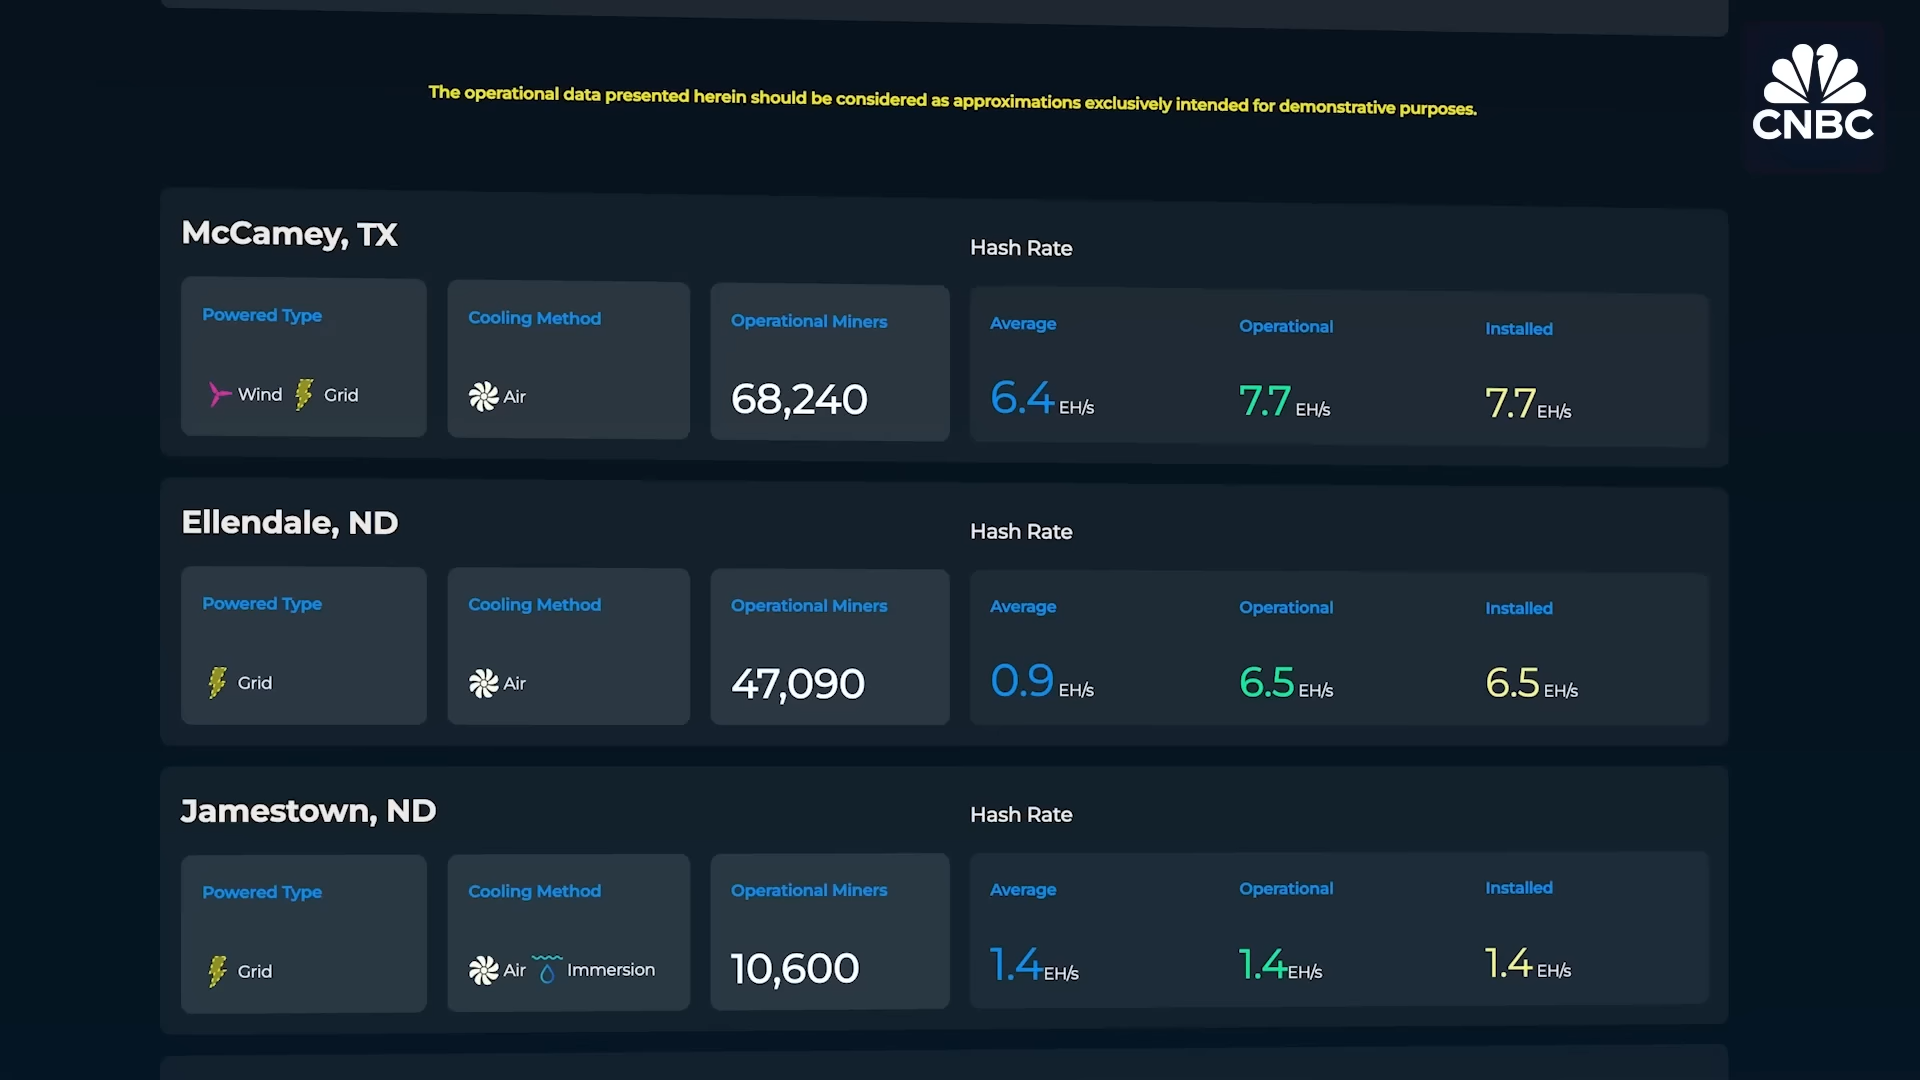 The operational data presented herein should be considered as approximations exclusively intended for demonstrative purposes.
CNBC
McCamey, TX
Hash Rate
Powered Type
Cooling Method
Operational Miners
Average
Operational
Installed
Wind Grid
Air
68,240
6.4 EH/s
7.7 EH/s
7.7 EH/s
Ellendale, ND
Hash Rate
Powered Type
Cooling Method
Operational Miners
Average
Operational
Installed
Grid
Air
47,090
0.9 EH/s
6.5 EH/s
6.5 EH/s
Jamestown, ND
Hash Rate
Powered Type
Cooling Method
Operational Miners
Average
Operational
Installed
Grid
Air Immersion
10,600
1.4 EH/s
1.4 EH/s
1.4 EH/s